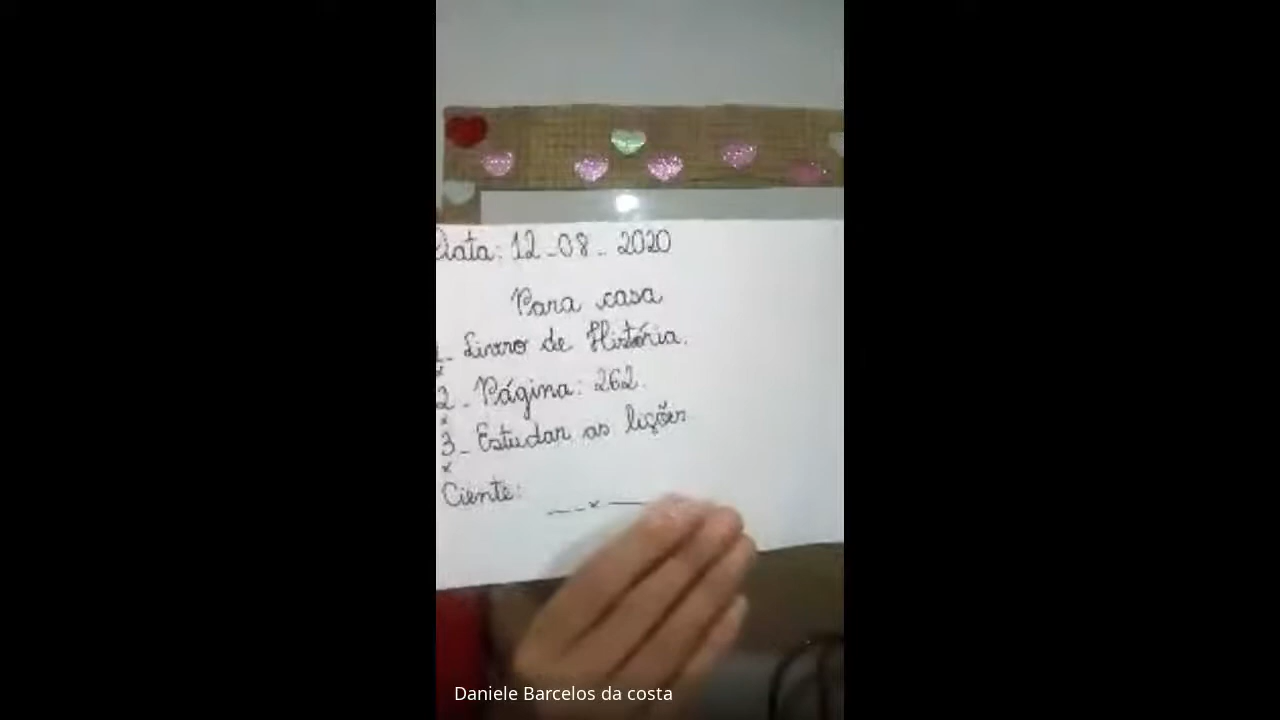 Data: 12-08-2020
Para casa
1- Livro de História.
2- Página: 262.
3- Estudar as lições
Ciente:
Daniele Barcelos da costa